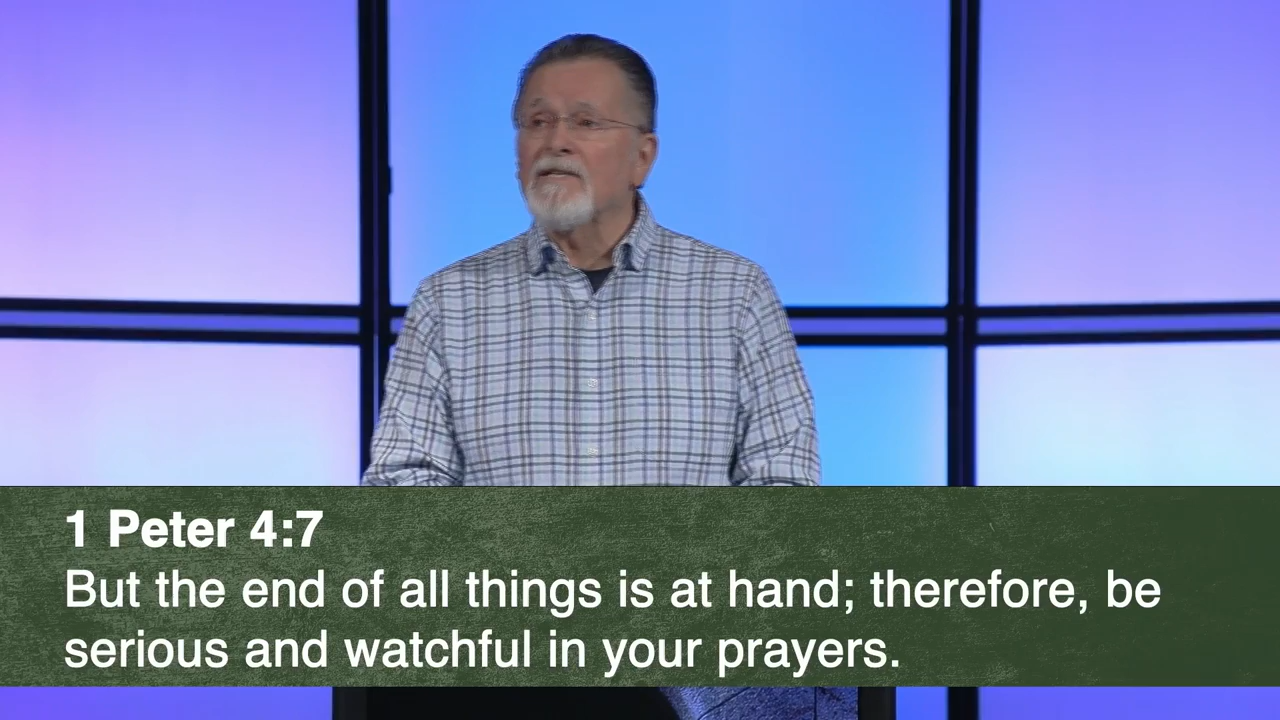 1 Peter 4:7
But the end of all things is at hand; therefore, be
serious and watchful in your prayers.